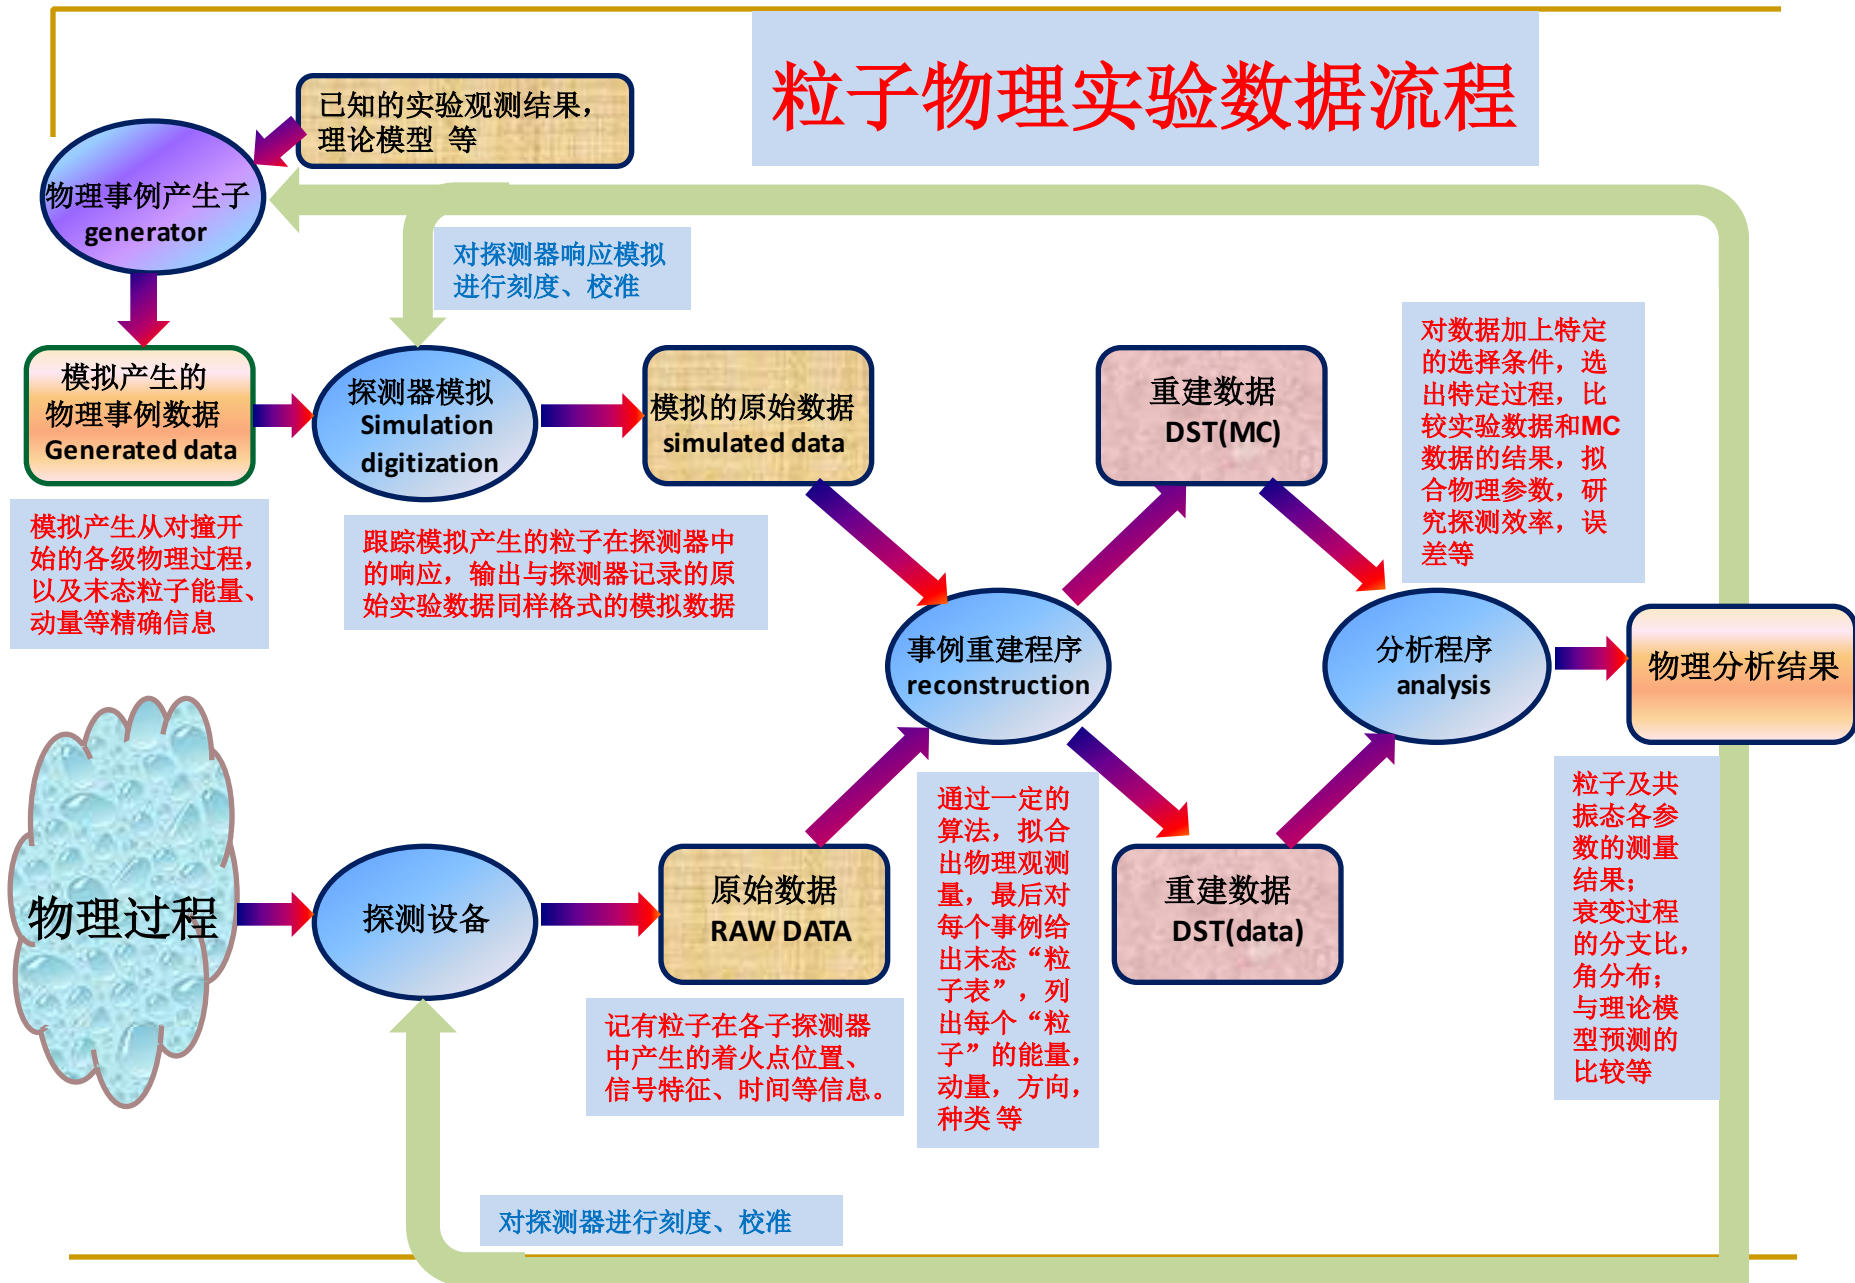 粒子物理实验数据流程
已知的实验观测结果，
理论模型 等
物理事例产生子
generator
对探测器响应模拟
进行刻度、校准
模拟产生的
物理事例数据
Generated data
探测器模拟
Simulation
digitization
模拟的原始数据
simulated data
重建数据
DST(MC)
对数据加上特定
的选择条件，选
出特定过程，比
较实验数据和MC
数据的结果，拟
合物理参数，研
究探测效率，误
差等
模拟产生从对撞开
始的各级物理过程，
以及末态粒子能量、
动量等精确信息
跟踪模拟产生的粒子在探测器中
的响应，输出与探测器记录的原
始实验数据同样格式的模拟数据
事例重建程序
reconstruction
分析程序
analysis
物理分析结果
物理过程
探测设备
原始数据
RAW DATA
通过一定的
算法，拟合
出物理观测
量，最后对
每个事例给
出末态“粒
子表”，列
出每个“粒
子”的能量，
动量，方向，
种类 等
重建数据
DST(data)
粒子及共
振态各参
数的测量
结果；
衰变过程
的分支比，
角分布；
与理论模
型预测的
比较等
记有粒子在各子探测器
中产生的着火点位置、
信号特征、时间等信息。
对探测器进行刻度、校准